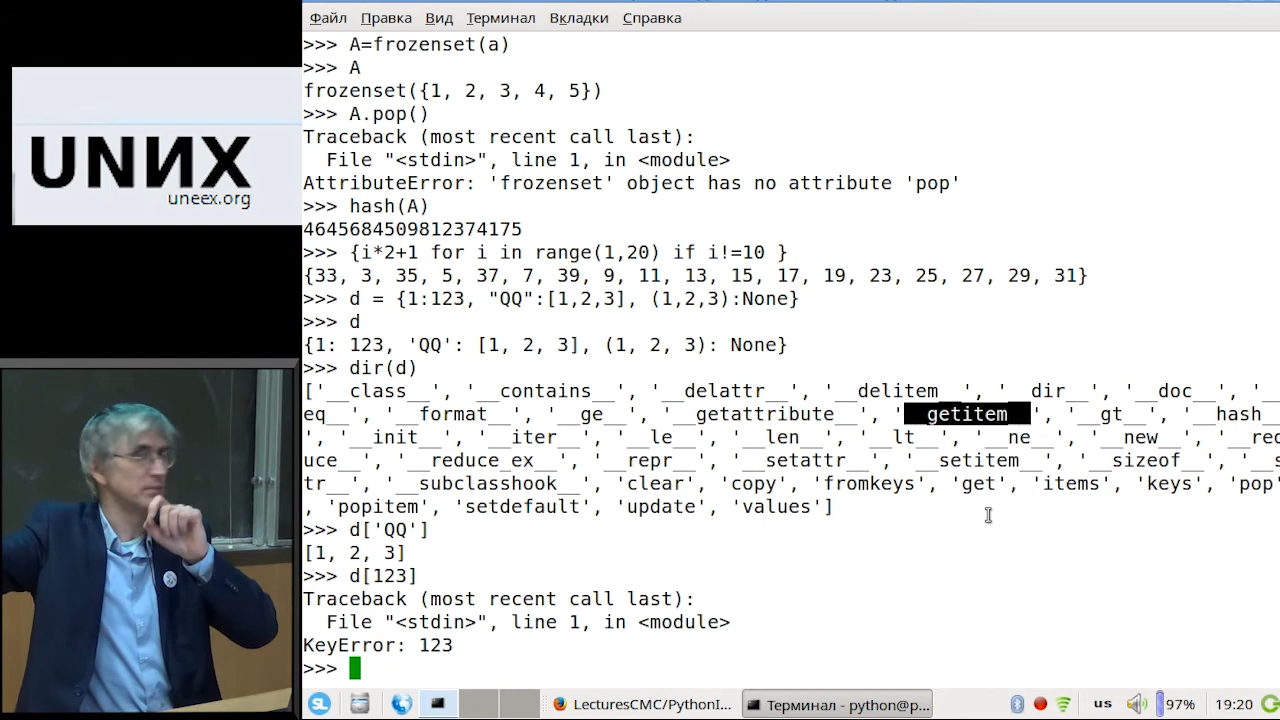 UNИX
uneex.org
Файл Правка Вид Терминал Вкладки Справка
>>> A=frozenset(a)
>>> A
frozenset({1, 2, 3, 4, 5})
>>> A.pop()
Traceback (most recent call last):
  File "<stdin>", line 1, in <module>
AttributeError: 'frozenset' object has no attribute 'pop'
>>> hash(A)
4645684509812374175
>>> {i*2+1 for i in range(1,20) if i!=10 }
{33, 3, 35, 5, 37, 7, 39, 9, 11, 13, 15, 17, 19, 23, 25, 27, 29, 31}
>>> d = {1:123, "QQ":[1,2,3], (1,2,3):None}
>>> d
{1: 123, 'QQ': [1, 2, 3], (1, 2, 3): None}
>>> dir(d)
['__class__', '__contains__', '__delattr__', '__delitem__', '__dir__', '__doc__', '__
eq__', '__format__', '__ge__', '__getattribute__', '__getitem__', '__gt__', '__hash__
', '__init__', '__iter__', '__le__', '__len__', '__lt__', '__ne__', '__new__', '__red
uce__', '__reduce_ex__', '__repr__', '__setattr__', '__setitem__', '__sizeof__', '__s
tr__', '__subclasshook__', 'clear', 'copy', 'fromkeys', 'get', 'items', 'keys', 'pop'
, 'popitem', 'setdefault', 'update', 'values']
>>> d['QQ']
[1, 2, 3]
>>> d[123]
Traceback (most recent call last):
  File "<stdin>", line 1, in <module>
KeyError: 123
>>>
LecturesCMC/PythonI... Терминал - python@p... us 97% 19:20